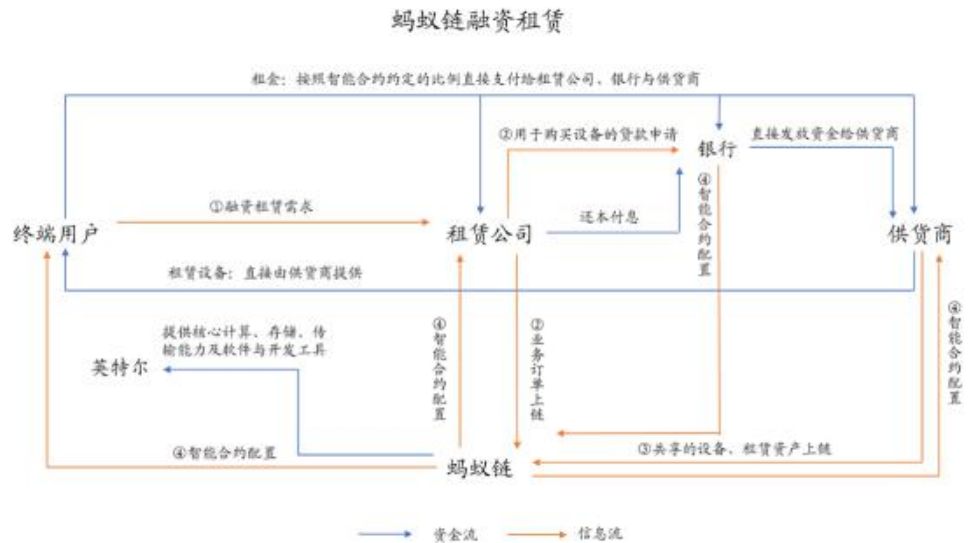 蚂蚁链融资租赁
租金：按照智能合约约定的比例直接支付给租赁公司、银行与供货商
②用于购买设备的贷款申请
银行
直接发放资金给供货商
①融资租赁需求
④智能合约配置
还本付息
终端用户
租赁公司
供货商
租赁设备：直接由供货商提供
提供核心计算、存储、传
输能力及软件与开发工具
英特尔
④智能合约配置
②业务订单上链
④智能合约配置
③共享的设备、租赁资产上链
④智能合约配置
蚂蚁链
资金流
信息流